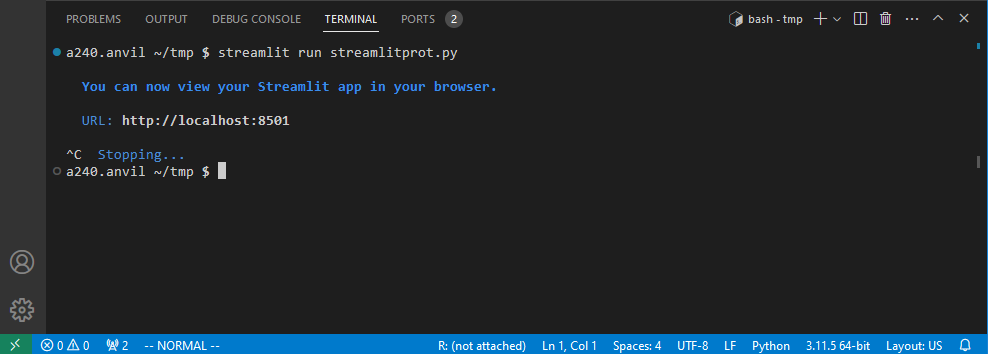 PROBLEMS OUTPUT DEBUG CONSOLE TERMINAL PORTS 2 bash - tmp
a240.anvil ~/tmp $ streamlit run streamlitprot.py
You can now view your Streamlit app in your browser.
URL: http://localhost:8501
^C Stopping...
a240.anvil ~/tmp $
0 0 2 -- NORMAL -- R: (not attached) Ln 1, Col 1 Spaces: 4 UTF-8 LF Python 3.11.5 64-bit Layout: US